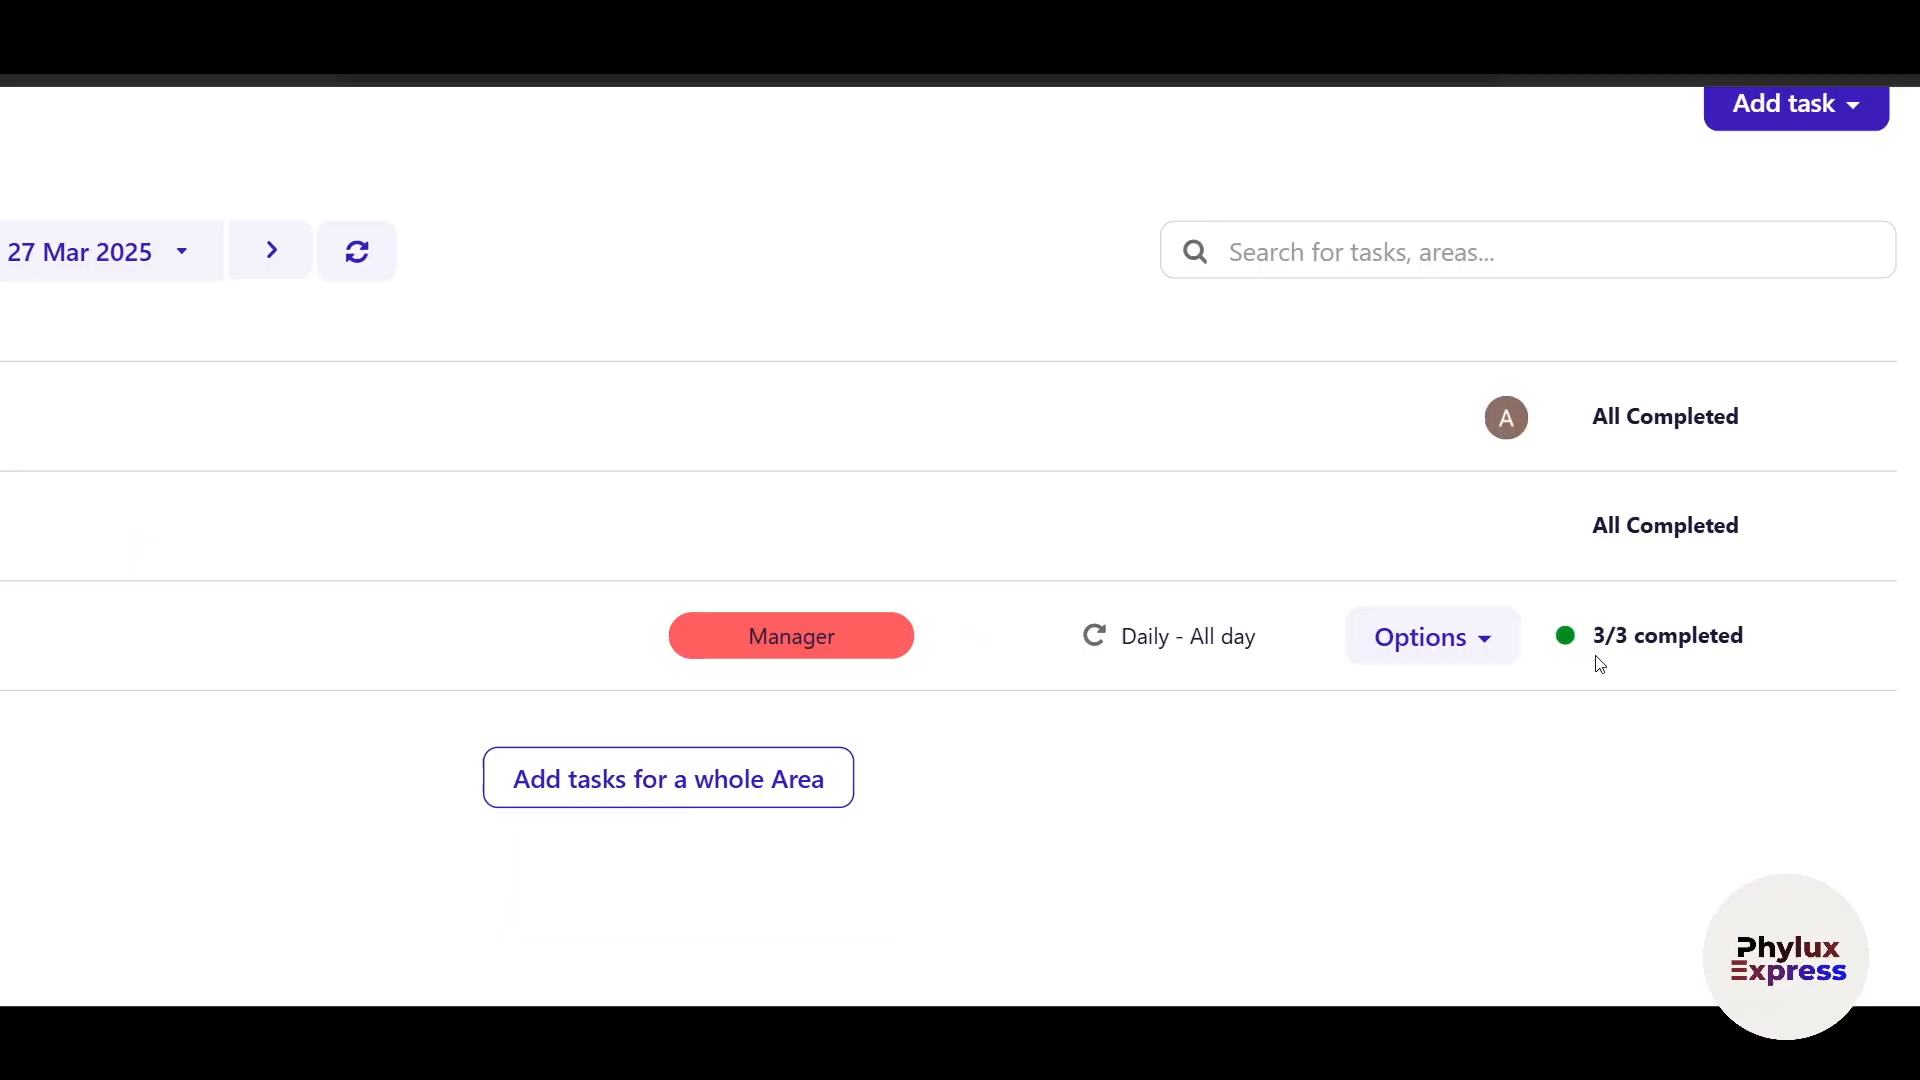 Add task
27 Mar 2025
Search for tasks, areas...
A
All Completed
All Completed
Manager
Daily - All day
Options
3/3 completed
Add tasks for a whole Area
Phylux
Express